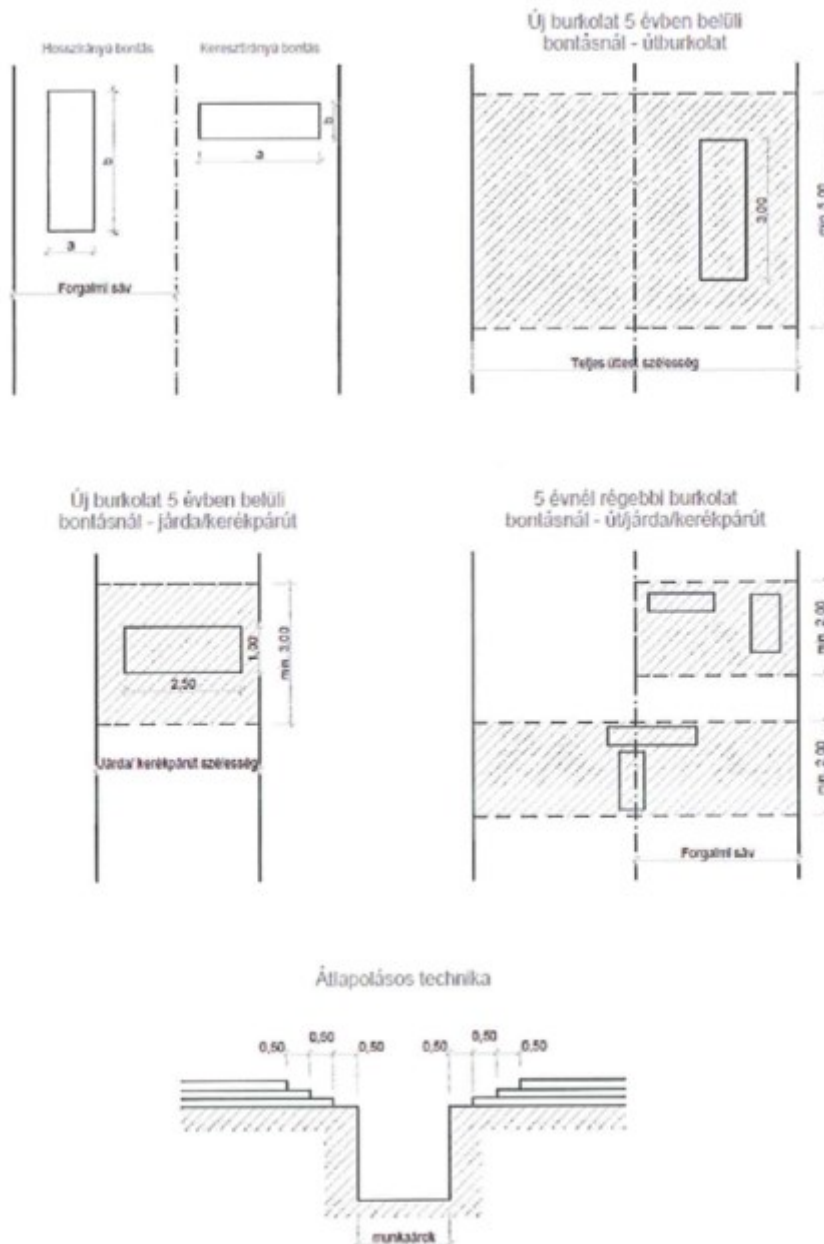 Hosszirányú bontás
Keresztirányú bontás
b
a
Forgalmi sáv
b
a
Új burkolat 5 évben belüli
bontásnál - útburkolat
3,00
min. 5,00
Teljes úttest szélesség
Új burkolat 5 évben belüli
bontásnál - járda/kerékpárút
1,00
min. 3,00
2,50
Járda/ kerékpárút szélesség
5 évnél régebbi burkolat
bontásnál - út/járda/kerékpárút
min. 2,00
min. 2,00
Forgalmi sáv
Átlapolásos technika
0,50 0,50 0,50 0,50 0,50 0,50
munkaárok